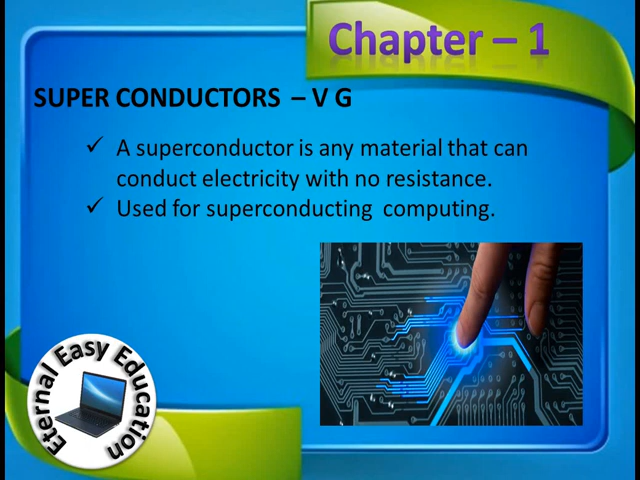 Chapter – 1
SUPER CONDUCTORS – V G
✓ A superconductor is any material that can
conduct electricity with no resistance.
✓ Used for superconducting computing.
Eternal Easy Education